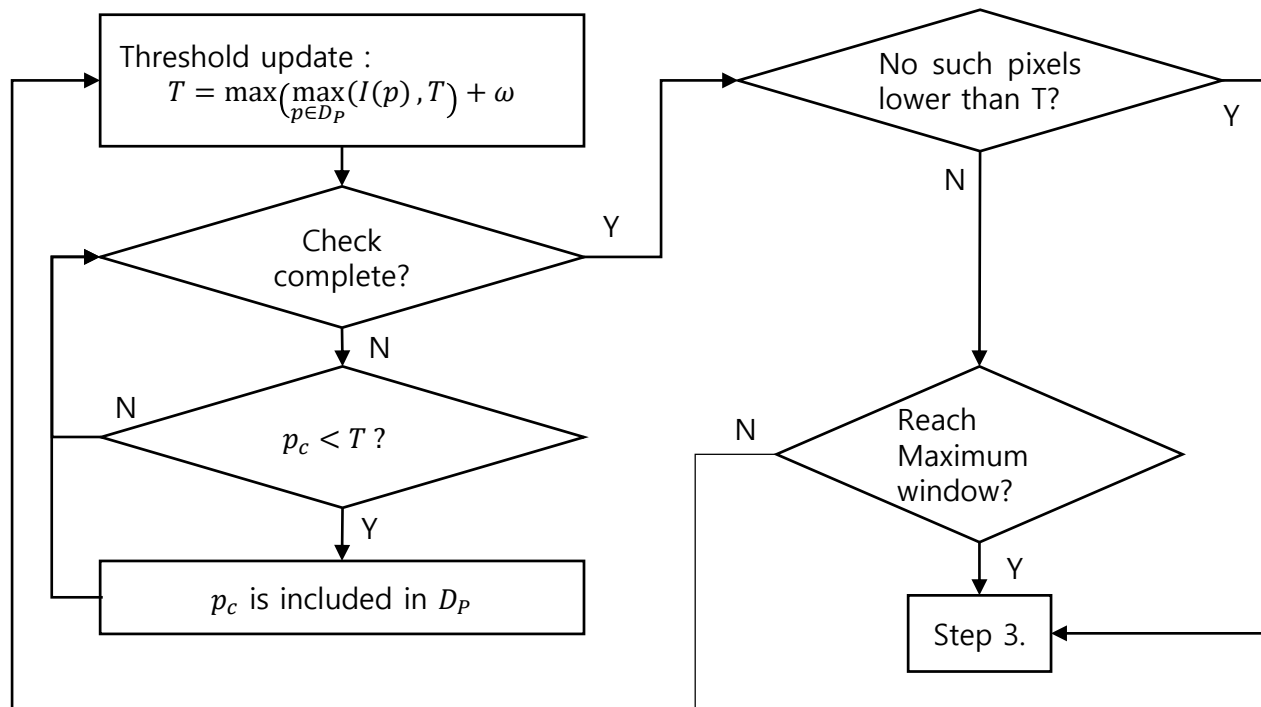 Threshold update :
T = max(max(I(p) , T) + ω
p∈D_P
Check
complete?
Y
N
p_c < T ?
N
Y
p_c is included in D_P
No such pixels
lower than T?
Y
N
Reach
Maximum
window?
N
Y
Step 3.